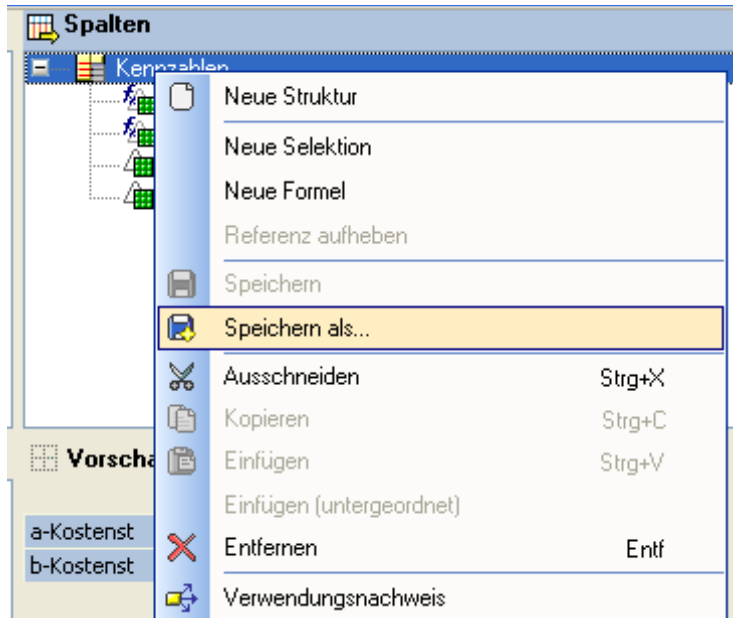 Spalten
Kennzahlen
Neue Struktur
Neue Selektion
Neue Formel
Referenz aufheben
Speichern
Speichern als...
Ausschneiden Strg+X
Kopieren Strg+C
Einfügen Strg+V
Einfügen (untergeordnet)
Entfernen Entf
Verwendungsnachweis
Vorscha
a-Kostenst
b-Kostenst